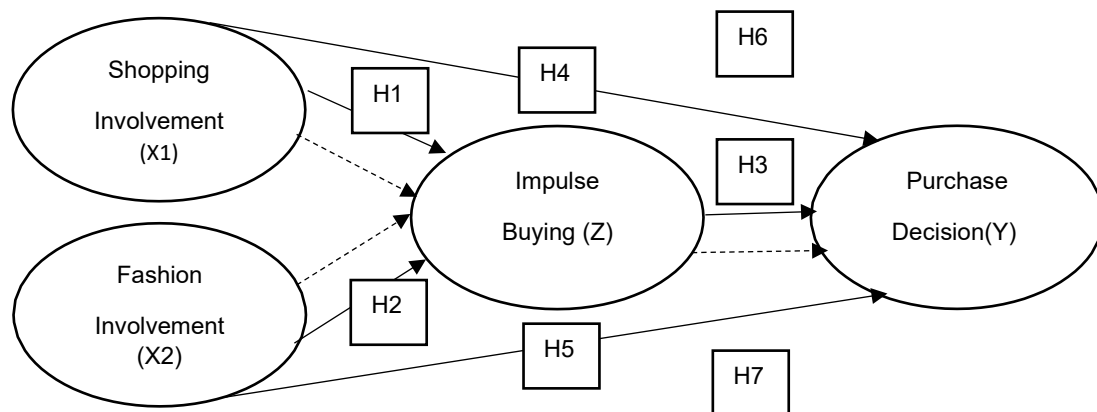 H6
Shopping
Involvement
(X1)
H4
H1
H3
Impulse
Buying (Z)
Purchase
Decision(Y)
Fashion
Involvement
(X2)
H2
H5
H7